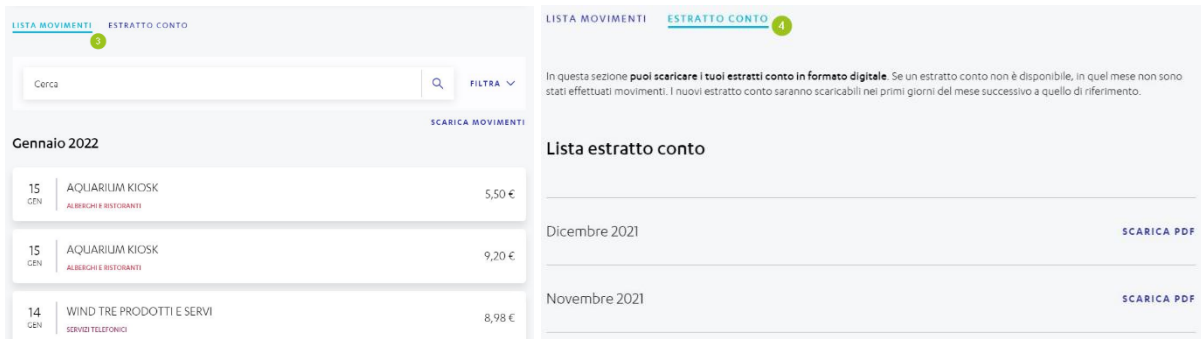 LISTA MOVIMENTI ESTRATTO CONTO
3
Cerca
FILTRA
SCARICA MOVIMENTI
Gennaio 2022
15 AQUARIUM KIOSK 5,50 €
GEN ALBERGHI E RISTORANTI
15 AQUARIUM KIOSK 9,20 €
GEN ALBERGHI E RISTORANTI
14 WIND TRE PRODOTTI E SERVI 8,98 €
GEN SERVIZI TELEFONICI
LISTA MOVIMENTI ESTRATTO CONTO 4
In questa sezione puoi scaricare i tuoi estratti conto in formato digitale. Se un estratto conto non è disponibile, in quel mese non sono
stati effettuati movimenti. I nuovi estratto conto saranno scaricabili nei primi giorni del mese successivo a quello di riferimento.
Lista estratto conto
Dicembre 2021 SCARICA PDF
Novembre 2021 SCARICA PDF